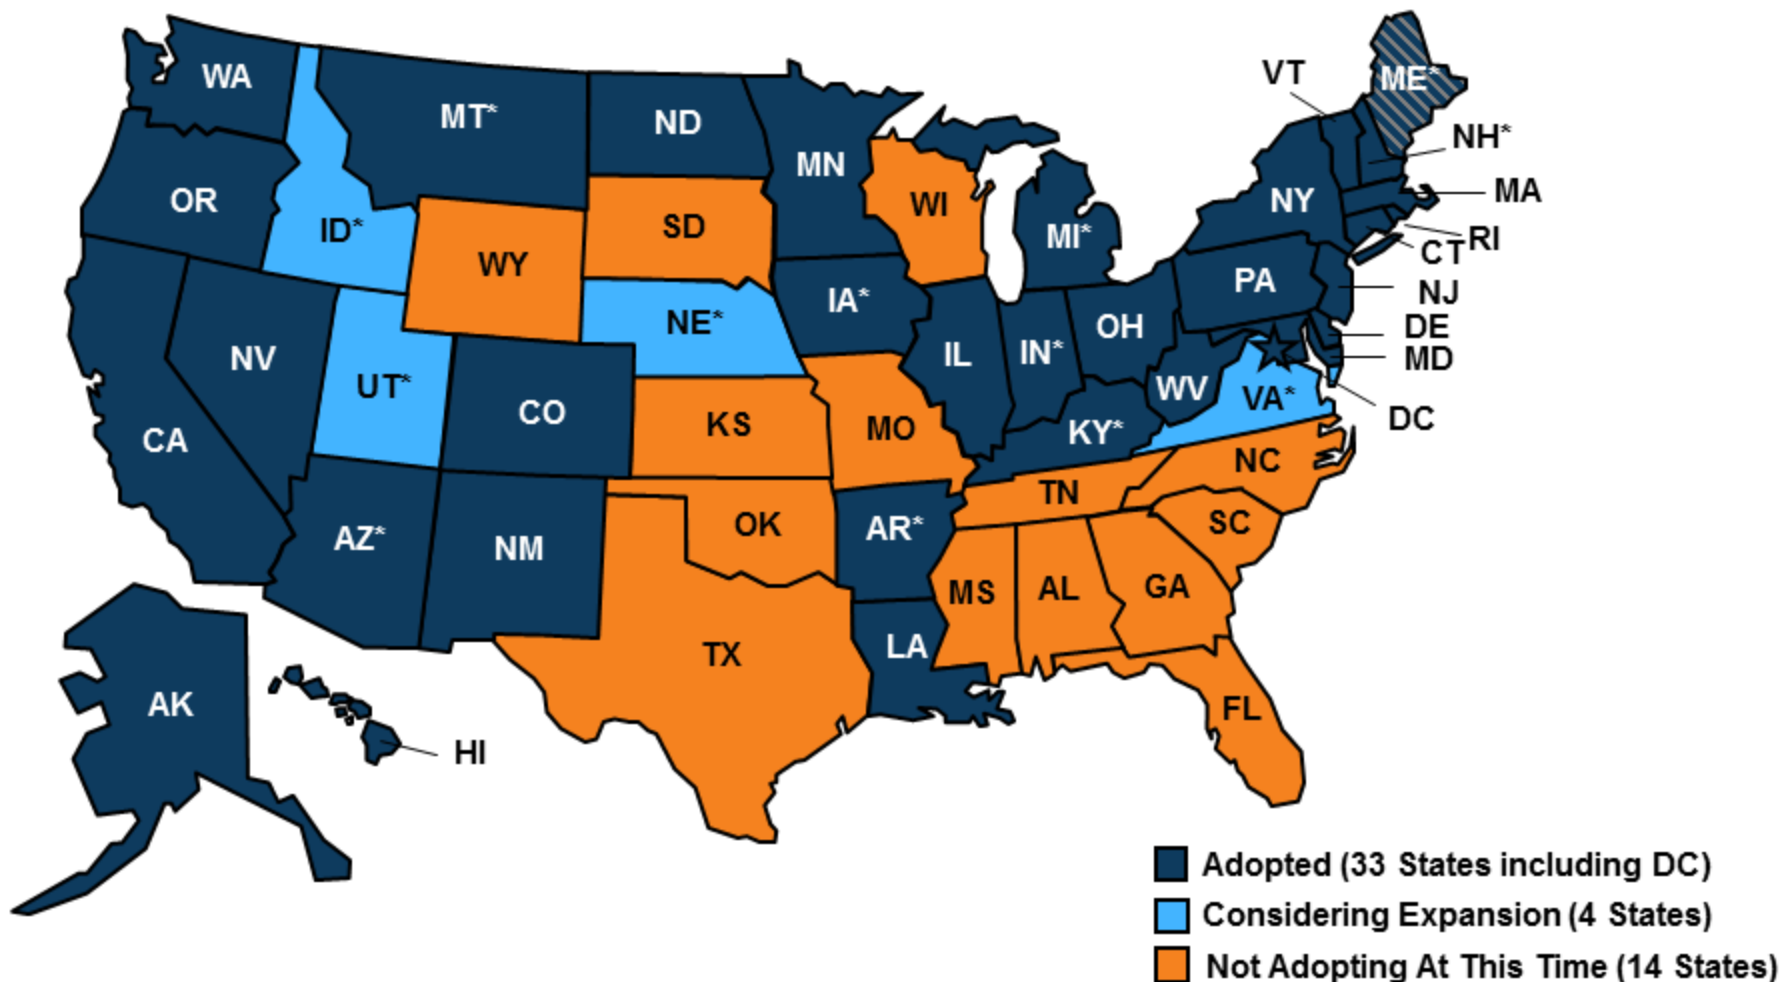 WA
MT*
ND
MN
VT
ME*
NH*
OR
ID*
WY
SD
WI
MI*
NY
MA
RI
CT
NV
UT*
NE*
IA*
IL
IN*
OH
PA
NJ
DE
MD
CA
CO
KS
MO
KY*
WV
VA*
DC
AZ*
NM
OK
AR*
TN
NC
SC
MS
AL
GA
TX
LA
FL
AK
HI
Adopted (33 States including DC)
Considering Expansion (4 States)
Not Adopting At This Time (14 States)